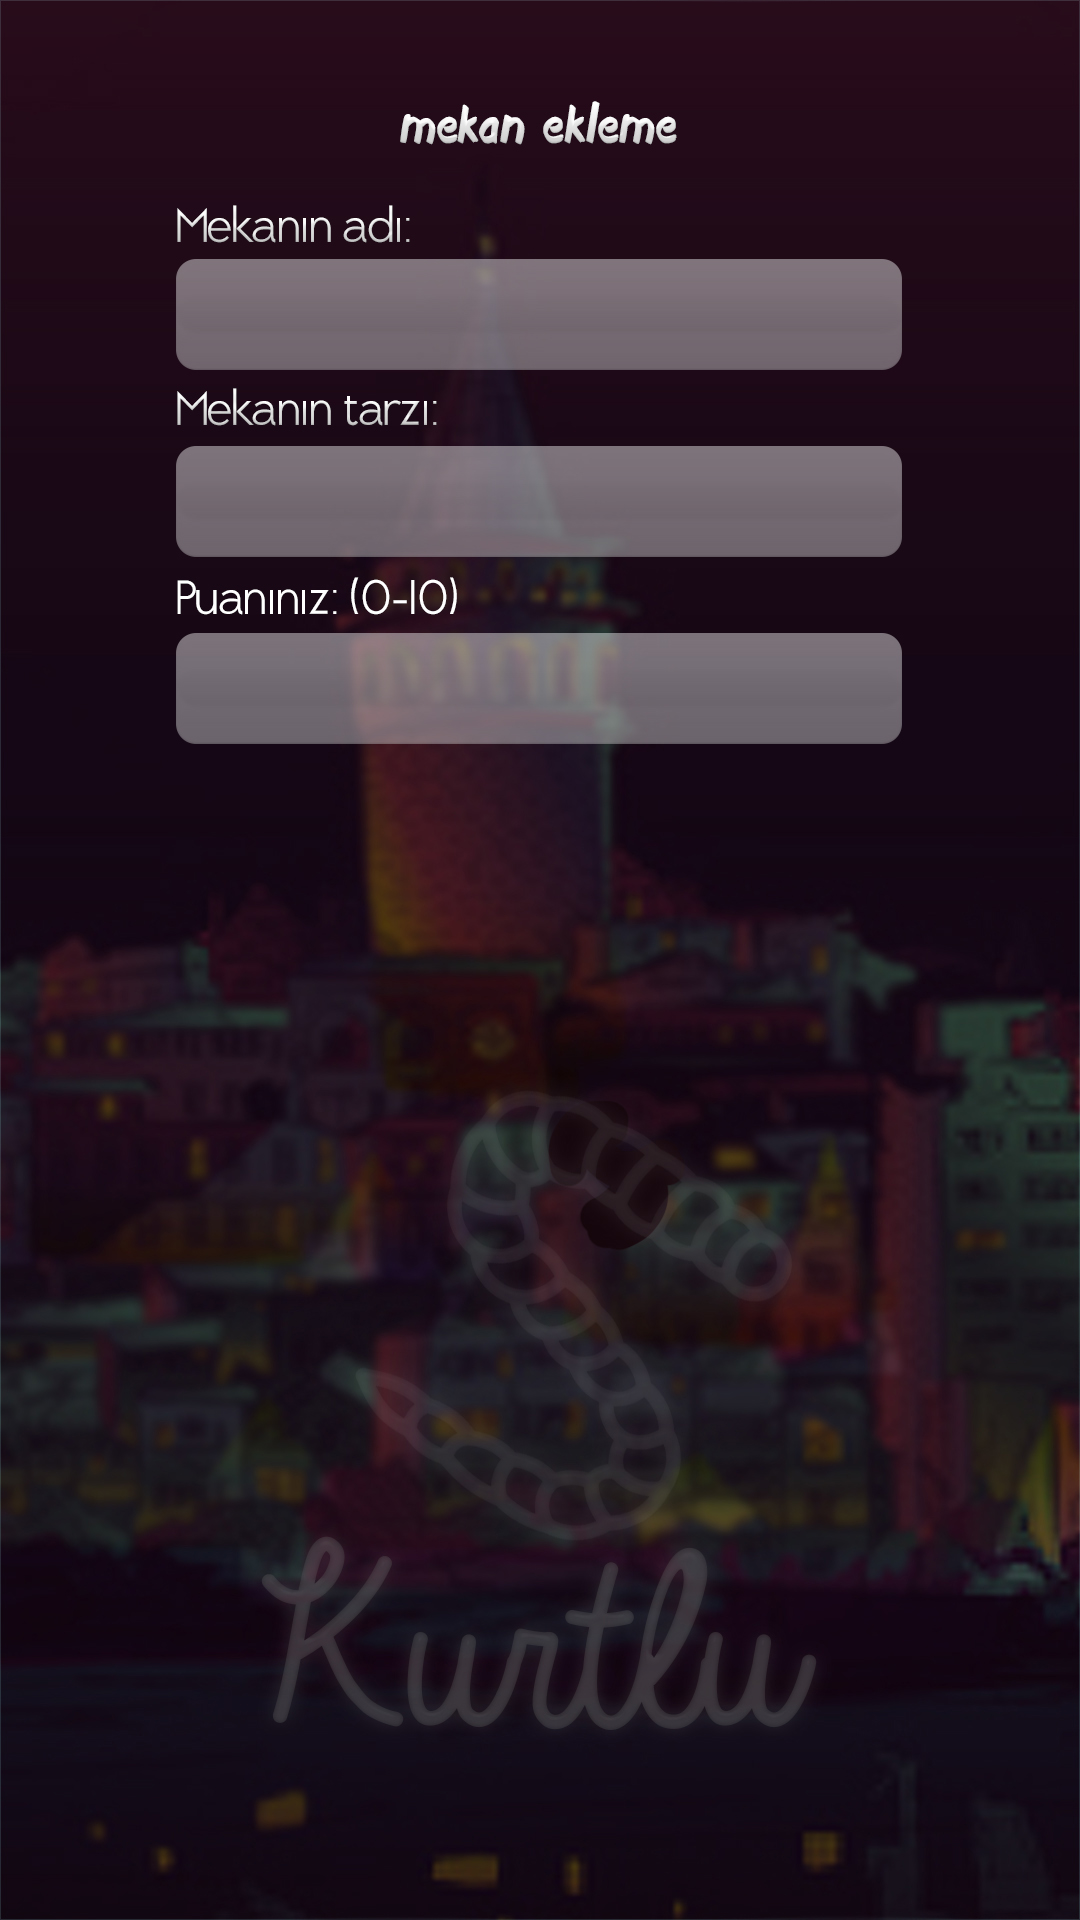 mekan ekleme
Mekanın adı:
Mekanın tarzı:
Puanınız: (0-10)
Kurtlu